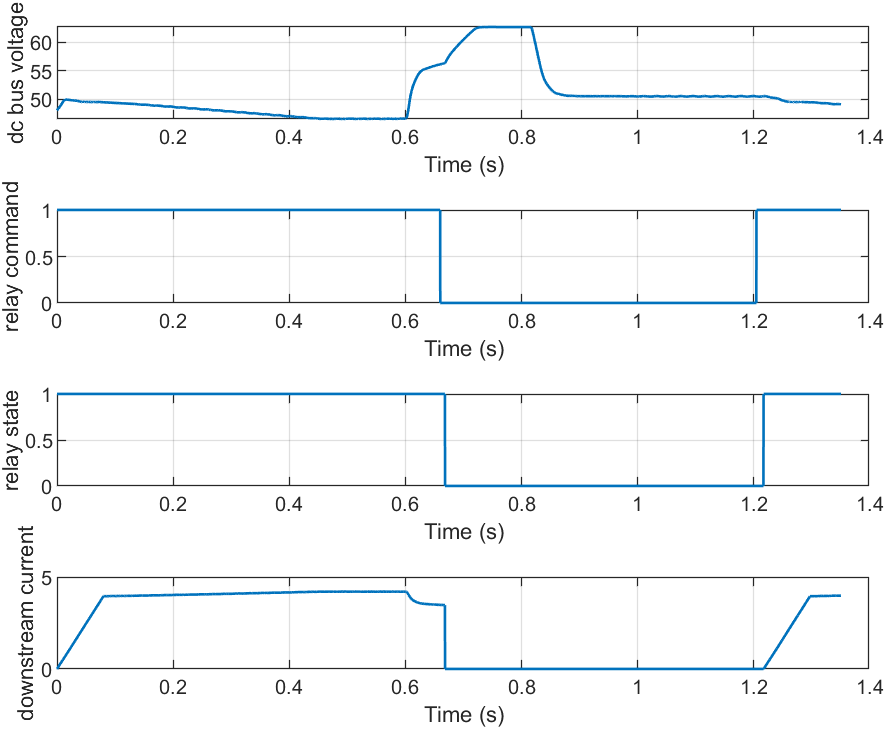 dc bus voltage
60
55
50
0 0.2 0.4 0.6 0.8 1 1.2 1.4
Time (s)
relay command
1
0.5
0
0 0.2 0.4 0.6 0.8 1 1.2 1.4
Time (s)
relay state
1
0.5
0
0 0.2 0.4 0.6 0.8 1 1.2 1.4
Time (s)
downstream current
5
0
0 0.2 0.4 0.6 0.8 1 1.2 1.4
Time (s)